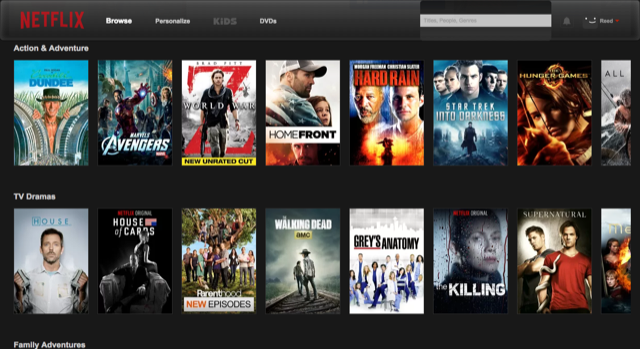 NETFLIX
Browse
Personalize
KIDS
DVDs
Titles, People, Genres
Reed
Action & Adventure
DUNDEE
MARVEL'S
AVENGERS
BRAD PITT
WORLD WAR
Z
NEW UNRATED CUT
HOMEFRONT
MORGAN FREEMAN CHRISTIAN SLATER
HARD RAIN
STAR TREK
INTO DARKNESS
THE
HUNGER GAMES
ALL
TV Dramas
HOUSE
NETFLIX ORIGINAL
HOUSE
of CARDS
Parenthood
NEW EPISODES
THE
WALKING DEAD
amc
GREY'S
ANATOMY
NETFLIX ORIGINAL
the
KILLING
SUPERNATURAL
Family Adventures